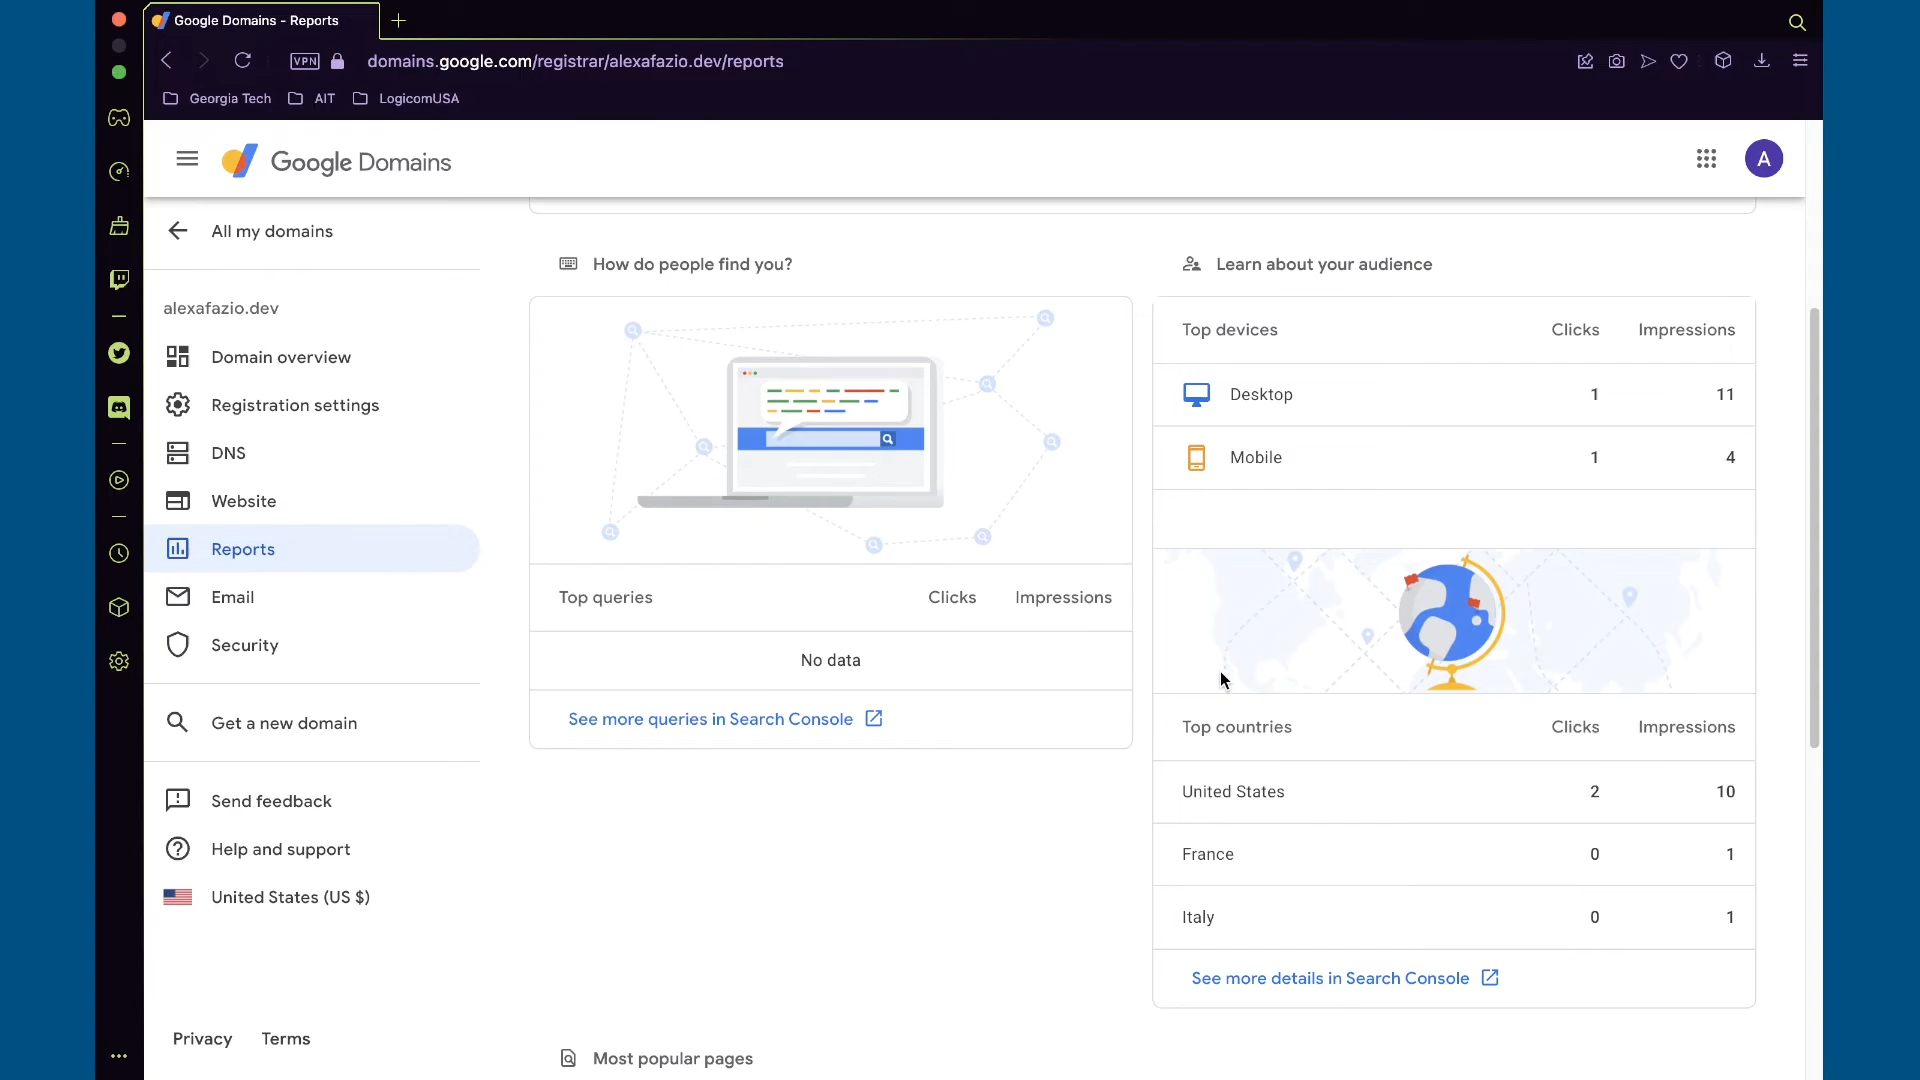 Google Domains - Reports
VPN
domains.google.com/registrar/alexafazio.dev/reports
Georgia Tech
AIT
LogicomUSA
Google Domains
A
All my domains
alexafazio.dev
Domain overview
Registration settings
DNS
Website
Reports
Email
Security
Get a new domain
Send feedback
Help and support
United States (US $)
Privacy Terms
How do people find you?
Top queries Clicks Impressions
No data
See more queries in Search Console
Learn about your audience
Top devices Clicks Impressions
Desktop 1 11
Mobile 1 4
Top countries Clicks Impressions
United States 2 10
France 0 1
Italy 0 1
See more details in Search Console
Most popular pages